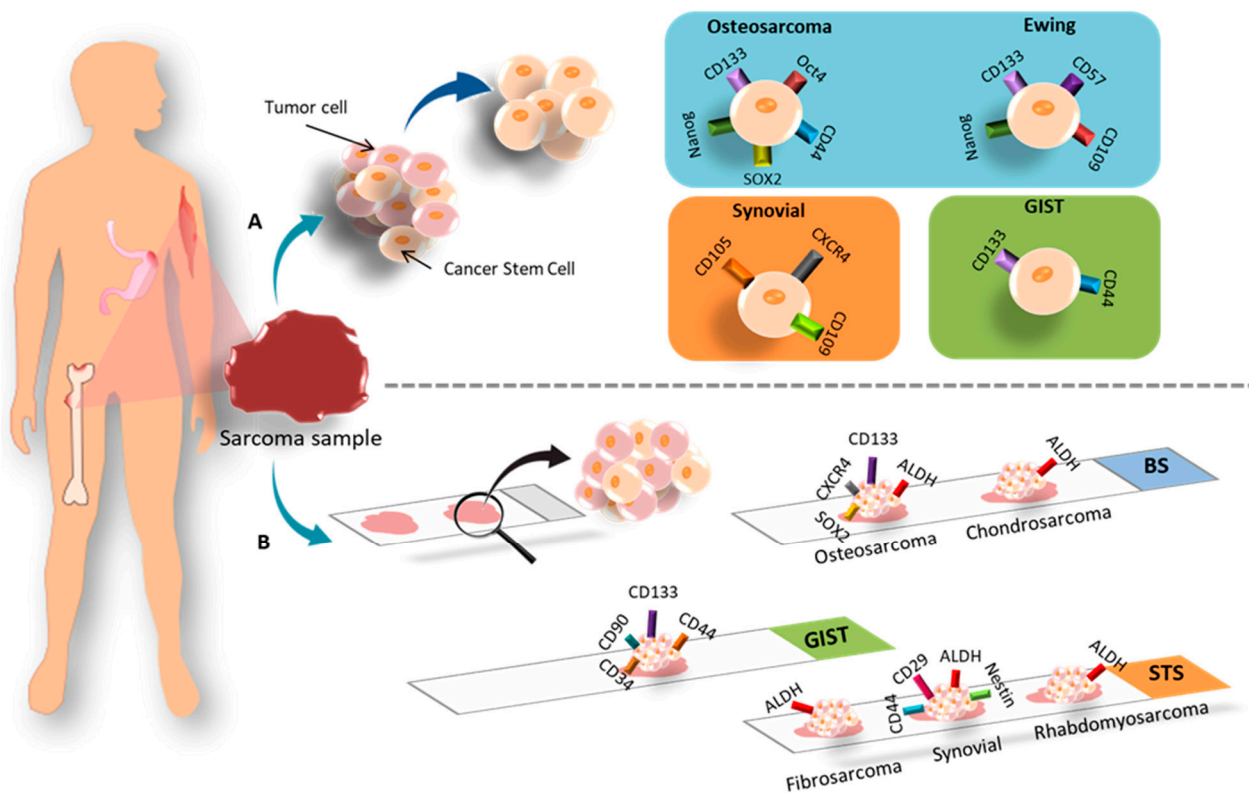 Osteosarcoma
CD133
Oct4
Nanog
CD44
SOX2
Ewing
CD133
CD57
Nanog
CD109
Tumor cell
A
Cancer Stem Cell
Synovial
CD105
CXCR4
CD109
GIST
CD133
CD44
Sarcoma sample
B
CD133
CXCR4
ALDH
SOX2
Osteosarcoma
ALDH
Chondrosarcoma
BS
CD133
CD90
CD44
CD34
GIST
ALDH
Fibrosarcoma
CD29
ALDH
Nestin
CD44
Synovial
ALDH
Rhabdomyosarcoma
STS